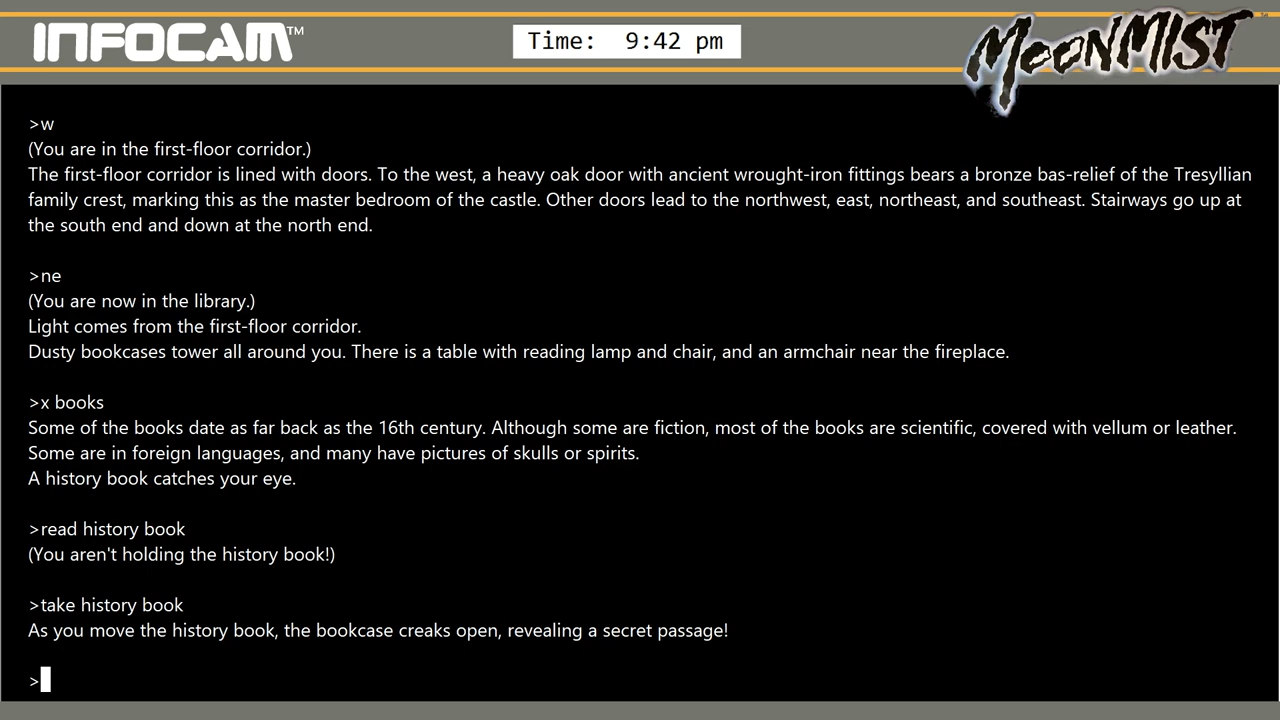 INFOCAM™
Time: 9:42 pm
MOONMIST
>w
(You are in the first-floor corridor.)
The first-floor corridor is lined with doors. To the west, a heavy oak door with ancient wrought-iron fittings bears a bronze bas-relief of the Tresyllian
family crest, marking this as the master bedroom of the castle. Other doors lead to the northwest, east, northeast, and southeast. Stairways go up at
the south end and down at the north end.
>ne
(You are now in the library.)
Light comes from the first-floor corridor.
Dusty bookcases tower all around you. There is a table with reading lamp and chair, and an armchair near the fireplace.
>x books
Some of the books date as far back as the 16th century. Although some are fiction, most of the books are scientific, covered with vellum or leather.
Some are in foreign languages, and many have pictures of skulls or spirits.
A history book catches your eye.
>read history book
(You aren't holding the history book!)
>take history book
As you move the history book, the bookcase creaks open, revealing a secret passage!
>